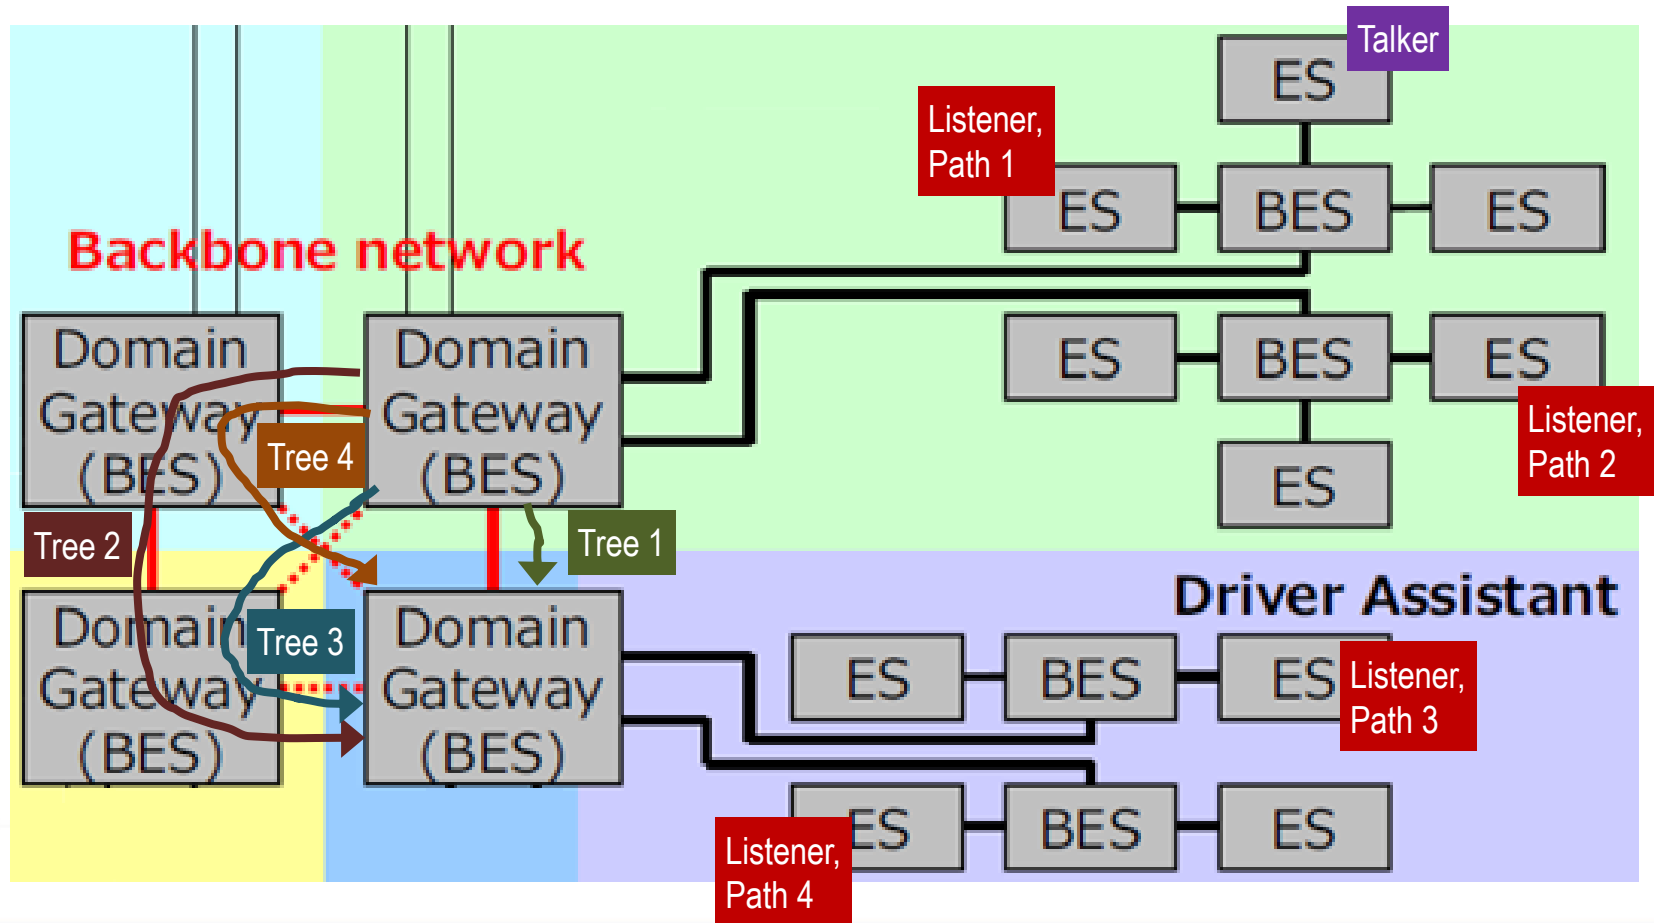 Talker
ES
Listener,
Path 1
ES
BES
ES
Backbone network
Domain
Gateway
(BES)
Domain
Gateway
(BES)
ES
BES
ES
Listener,
Path 2
ES
Tree 4
Tree 2
Tree 1
Driver Assistant
Domain
Gateway
(BES)
Tree 3
Domain
Gateway
(BES)
ES
BES
ES
Listener,
Path 3
ES
BES
ES
Listener,
Path 4